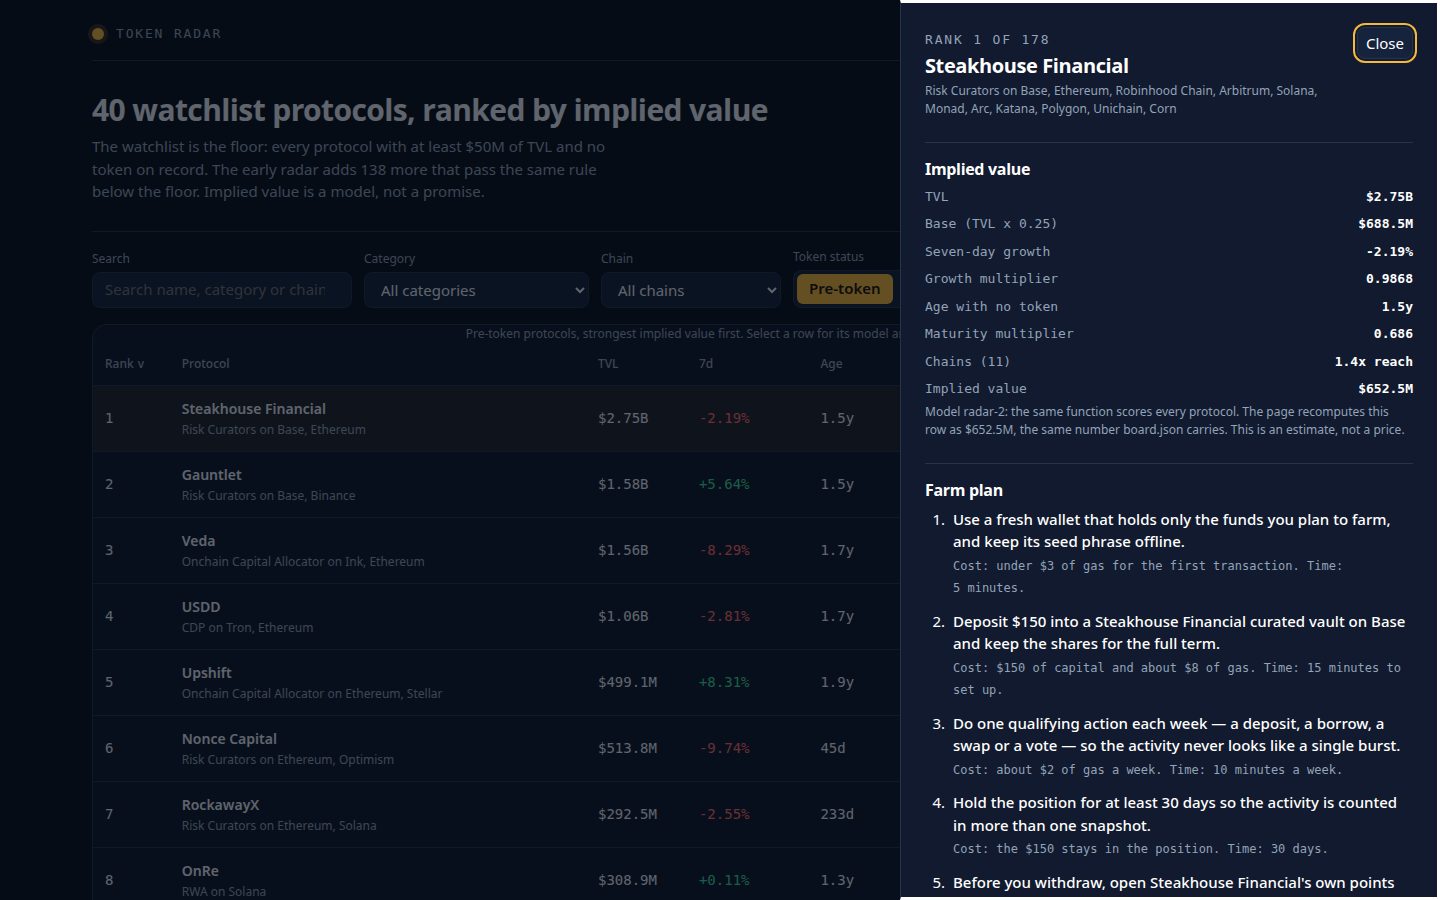 TOKEN RADAR
40 watchlist protocols, ranked by implied value
The watchlist is the floor: every protocol with at least $50M of TVL and no
token on record. The early radar adds 138 more that pass the same rule
below the floor. Implied value is a model, not a promise.
Search
Category
Chain
Token status
Search name, category or chain
All categories
All chains
Pre-token
Pre-token protocols, strongest implied value first. Select a row for its model a
Rank v Protocol TVL 7d Age
1 Steakhouse Financial $2.75B -2.19% 1.5y
Risk Curators on Base, Ethereum
2 Gauntlet $1.58B +5.64% 1.5y
Risk Curators on Base, Binance
3 Veda $1.56B -8.29% 1.7y
Onchain Capital Allocator on Ink, Ethereum
4 USDD $1.06B -2.81% 1.7y
CDP on Tron, Ethereum
5 Upshift $499.1M +8.31% 1.9y
Onchain Capital Allocator on Ethereum, Stellar
6 Nonce Capital $513.8M -9.74% 45d
Risk Curators on Ethereum, Optimism
7 RockawayX $292.5M -2.55% 233d
Risk Curators on Ethereum, Solana
8 OnRe $308.9M +0.11% 1.3y
RWA on Solana
RANK 1 OF 178
Close
Steakhouse Financial
Risk Curators on Base, Ethereum, Robinhood Chain, Arbitrum, Solana,
Monad, Arc, Katana, Polygon, Unichain, Corn
Implied value
TVL $2.75B
Base (TVL x 0.25) $688.5M
Seven-day growth -2.19%
Growth multiplier 0.9868
Age with no token 1.5y
Maturity multiplier 0.686
Chains (11) 1.4x reach
Implied value $652.5M
Model radar-2: the same function scores every protocol. The page recomputes this
row as $652.5M, the same number board.json carries. This is an estimate, not a price.
Farm plan
1. Use a fresh wallet that holds only the funds you plan to farm,
and keep its seed phrase offline.
Cost: under $3 of gas for the first transaction. Time:
5 minutes.
2. Deposit $150 into a Steakhouse Financial curated vault on Base
and keep the shares for the full term.
Cost: $150 of capital and about $8 of gas. Time: 15 minutes to
set up.
3. Do one qualifying action each week — a deposit, a borrow, a
swap or a vote — so the activity never looks like a single burst.
Cost: about $2 of gas a week. Time: 10 minutes a week.
4. Hold the position for at least 30 days so the activity is counted
in more than one snapshot.
Cost: the $150 stays in the position. Time: 30 days.
5. Before you withdraw, open Steakhouse Financial's own points